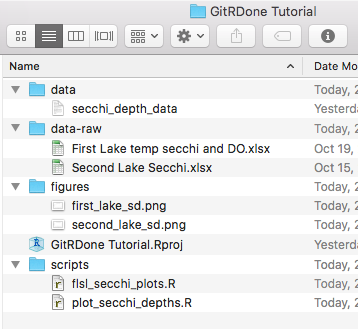 GitRDone Tutorial
Name Date Mo
data Today, 2
secchi_depth_data Yesterda
data-raw Today, 2
First Lake temp secchi and DO.xlsx Oct 19,
Second Lake Secchi.xlsx Oct 15,
figures Today, 2
first_lake_sd.png Today, 2
second_lake_sd.png Today, 2
GitRDone Tutorial.Rproj Yesterda
scripts Today, 2
flsl_secchi_plots.R Today, 2
plot_secchi_depths.R Today, 2